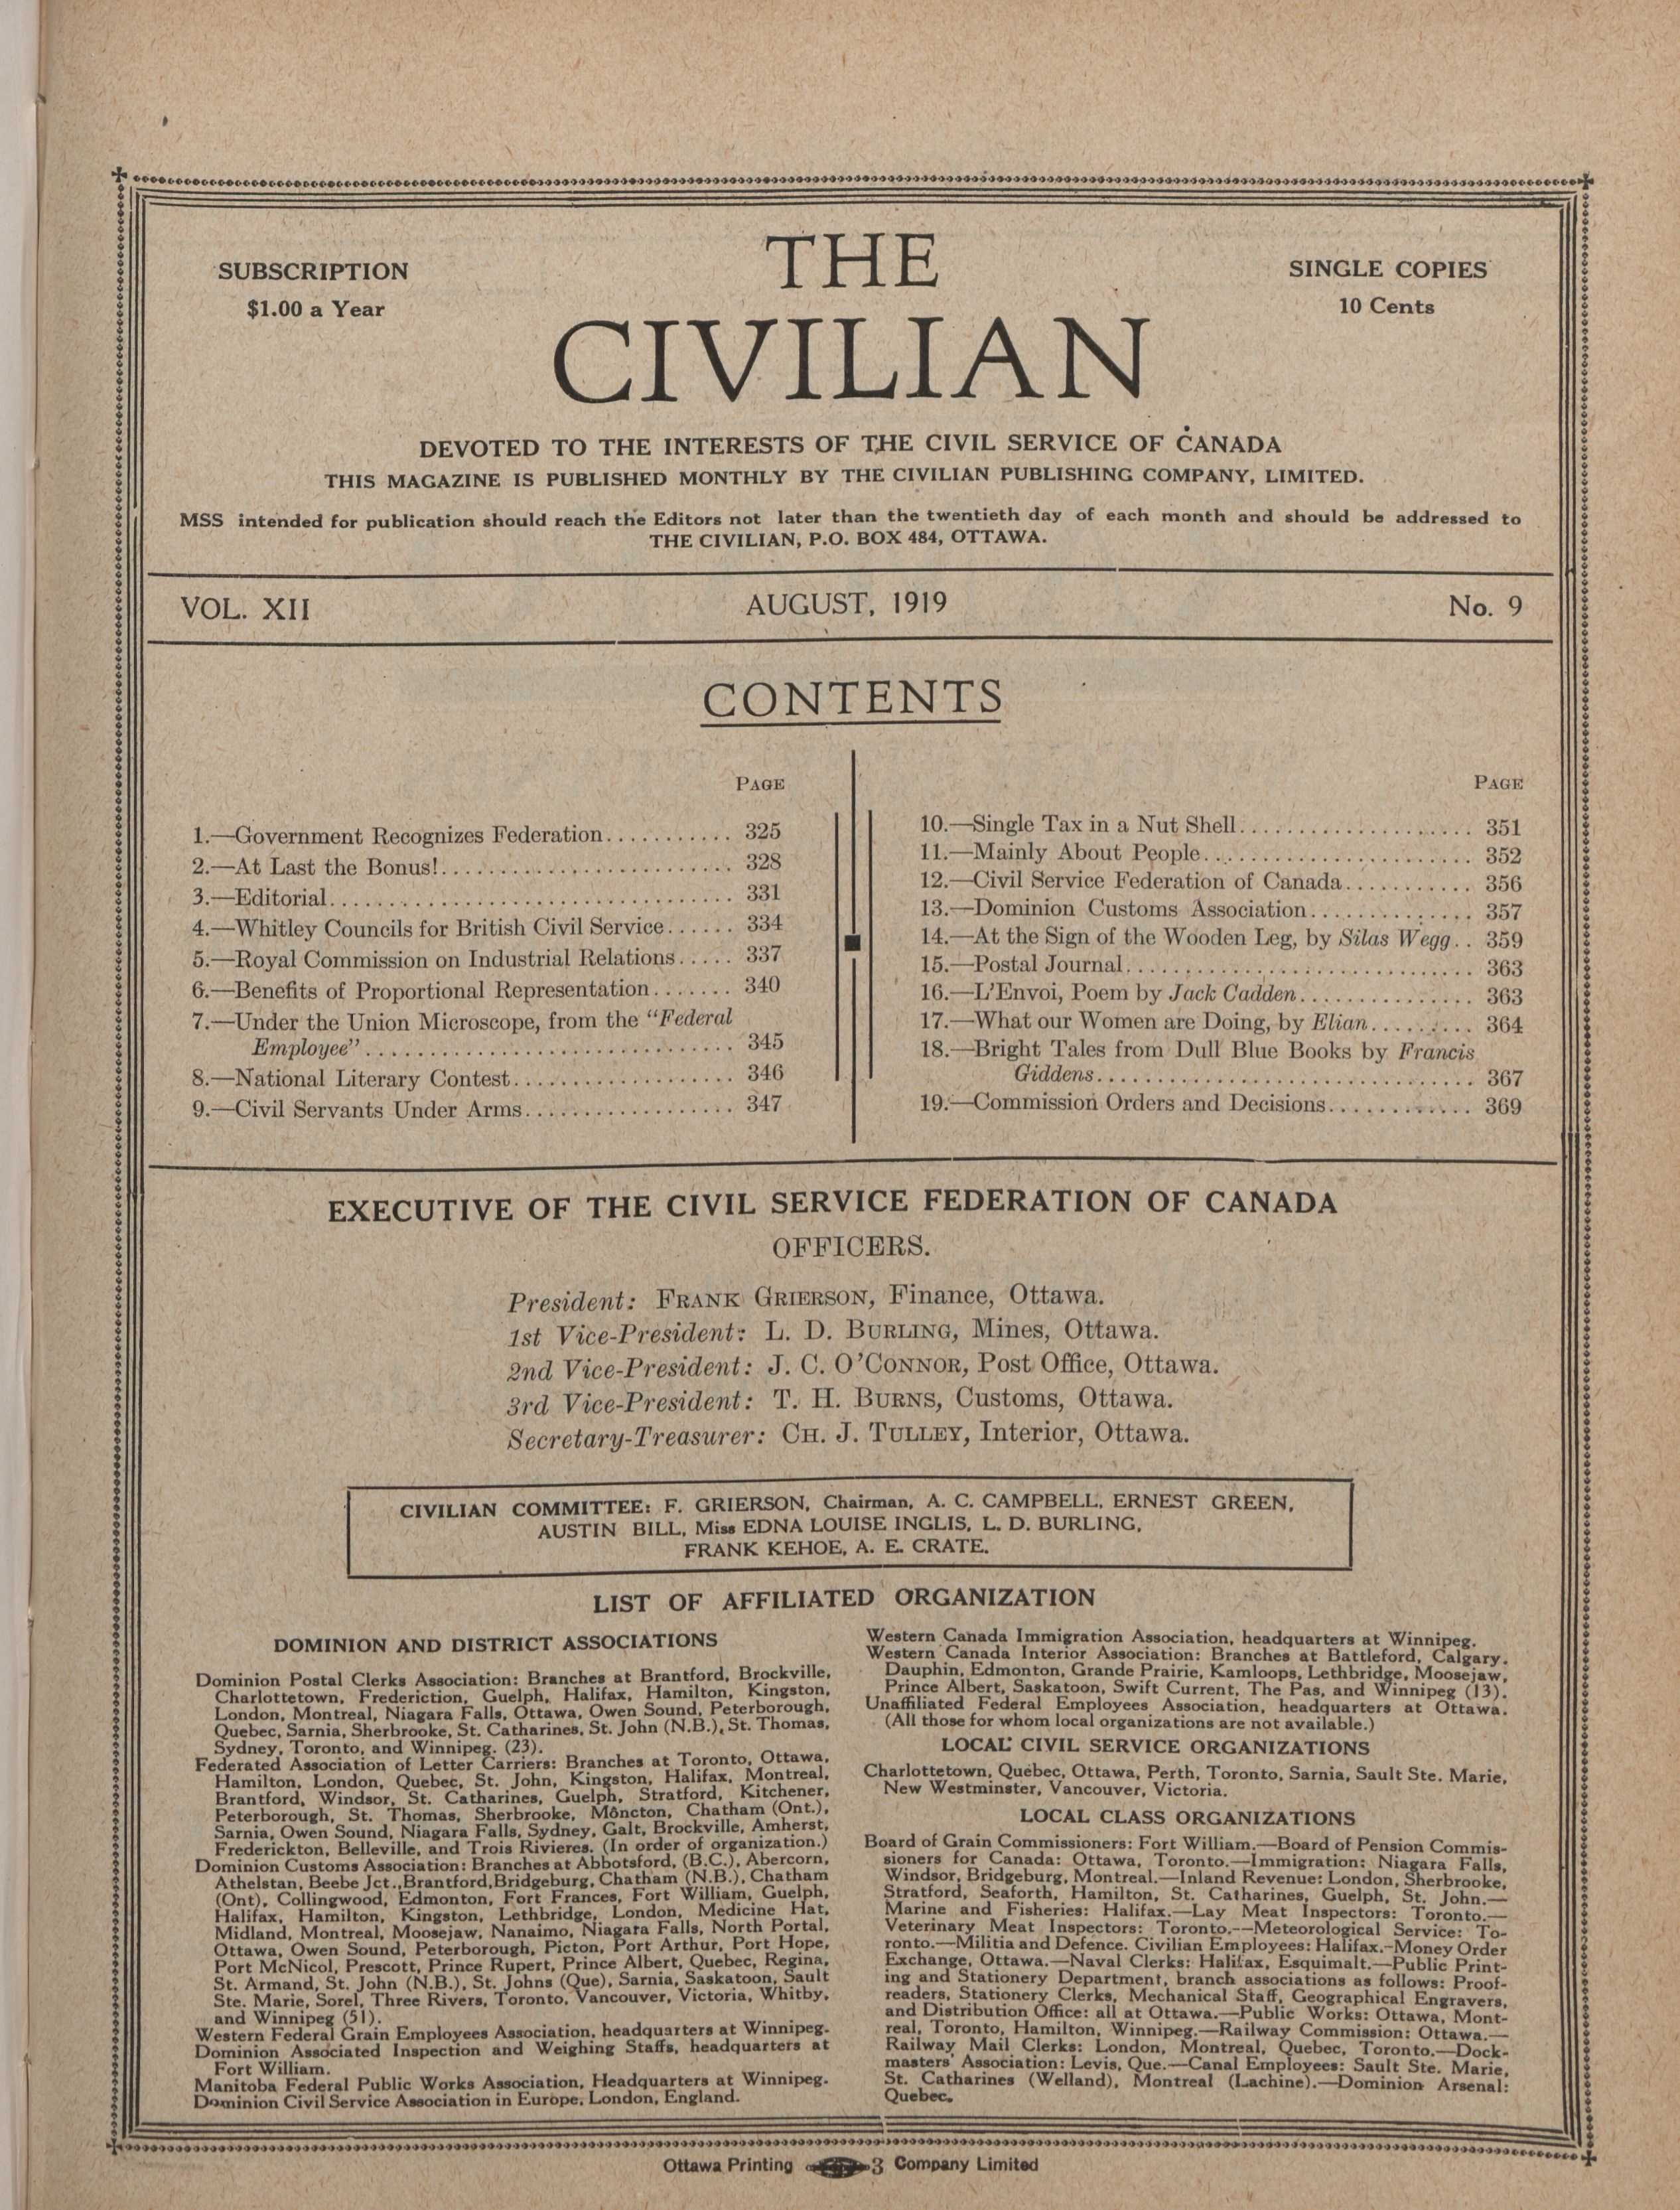 SUBSCRIPTION
$1.00 a Year
THE
CIVILIAN
SINGLE COPIES
10 Cents
DEVOTED TO THE INTERESTS OF THE CIVIL SERVICE OF CANADA
THIS MAGAZINE IS PUBLISHED MONTHLY BY THE CIVILIAN PUBLISHING COMPANY, LIMITED.
MSS intended for publication should reach the Editors not later than the twentieth day of each month and should be addressed to
THE CIVILIAN, P.O. BOX 484, OTTAWA.
VOL. XII AUGUST, 1919 No. 9
CONTENTS
PAGE
1.—Government Recognizes Federation........... 325
2.—At Last the Bonus!......................... 328
3.—Editorial.................................. 331
4.—Whitley Councils for British Civil Service...... 334
5.—Royal Commission on Industrial Relations..... 337
6.—Benefits of Proportional Representation....... 340
7.—Under the Union Microscope, from the "Federal
Employee"............................... 345
8.—National Literary Contest................... 346
9.—Civil Servants Under Arms.................. 347
PAGE
10.—Single Tax in a Nut Shell.................... 351
11.—Mainly About People....................... 352
12.—Civil Service Federation of Canada........... 356
13.—Dominion Customs Association.............. 357
14.—At the Sign of the Wooden Leg, by Silas Wegg.. 359
15.—Postal Journal.............................. 363
16.—L'Envoi, Poem by Jack Cadden............... 363
17.—What our Women are Doing, by Elian......... 364
18.—Bright Tales from Dull Blue Books by Francis
Giddens................................ 367
19.—Commission Orders and Decisions............ 369
EXECUTIVE OF THE CIVIL SERVICE FEDERATION OF CANADA
OFFICERS.
President: FRANK GRIERSON, Finance, Ottawa.
1st Vice-President: L. D. BURLING, Mines, Ottawa.
2nd Vice-President: J. C. O'CONNOR, Post Office, Ottawa.
3rd Vice-President: T. H. BURNS, Customs, Ottawa.
Secretary-Treasurer: CH. J. TULLEY, Interior, Ottawa.
CIVILIAN COMMITTEE: F. GRIERSON, Chairman, A. C. CAMPBELL, ERNEST GREEN,
AUSTIN BILL, Miss EDNA LOUISE INGLIS, L. D. BURLING,
FRANK KEHOE, A. E. CRATE.
LIST OF AFFILIATED ORGANIZATION
DOMINION AND DISTRICT ASSOCIATIONS
Dominion Postal Clerks Association: Branches at Brantford, Brockville,
Charlottetown, Frederiction, Guelph, Halifax, Hamilton, Kingston,
London, Montreal, Niagara Falls, Ottawa, Owen Sound, Peterborough,
Quebec, Sarnia, Sherbrooke, St. Catharines, St. John (N.B.), St. Thomas,
Sydney, Toronto, and Winnipeg. (23).
Federated Association of Letter Carriers: Branches at Toronto, Ottawa,
Hamilton, London, Quebec, St. John, Kingston, Halifax, Montreal,
Brantford, Windsor, St. Catharines, Guelph, Stratford, Kitchener,
Peterborough, St. Thomas, Sherbrooke, Moncton, Chatham (Ont.),
Sarnia, Owen Sound, Niagara Falls, Sydney, Galt, Brockville, Amherst,
Frederickton, Belleville, and Trois Rivieres. (In order of organization.)
Dominion Customs Association: Branches at Abbotsford, (B.C.), Abercorn,
Athelstan, Beebe Jct., Brantford, Bridgeburg, Chatham (N.B.), Chatham
(Ont), Collingwood, Edmonton, Fort Frances, Fort William, Guelph,
Halifax, Hamilton, Kingston, Lethbridge, London, Medicine Hat,
Midland, Montreal, Moosejaw, Nanaimo, Niagara Falls, North Portal,
Ottawa, Owen Sound, Peterborough, Picton, Port Arthur, Port Hope,
Port McNicol, Prescott, Prince Rupert, Prince Albert, Quebec, Regina,
St. Armand, St. John (N.B.), St. Johns (Que), Sarnia, Saskatoon, Sault
Ste. Marie, Sorel, Three Rivers, Toronto, Vancouver, Victoria, Whitby,
and Winnipeg (51).
Western Federal Grain Employees Association, headquarters at Winnipeg.
Dominion Associated Inspection and Weighing Staffs, headquarters at
Fort William.
Manitoba Federal Public Works Association, Headquarters at Winnipeg.
Dominion Civil Service Association in Europe, London, England.
Western Canada Immigration Association, headquarters at Winnipeg.
Western Canada Interior Association: Branches at Battleford, Calgary,
Dauphin, Edmonton, Grande Prairie, Kamloops, Lethbridge, Moosejaw,
Prince Albert, Saskatoon, Swift Current, The Pas, and Winnipeg (13).
Unaffiliated Federal Employees Association, headquarters at Ottawa.
(All those for whom local organizations are not available.)
LOCAL CIVIL SERVICE ORGANIZATIONS
Charlottetown, Quebec, Ottawa, Perth, Toronto, Sarnia, Sault Ste. Marie,
New Westminster, Vancouver, Victoria.
LOCAL CLASS ORGANIZATIONS
Board of Grain Commissioners: Fort William.—Board of Pension Commis-
sioners for Canada: Ottawa, Toronto.—Immigration: Niagara Falls,
Windsor, Bridgeburg, Montreal.—Inland Revenue: London, Sherbrooke,
Stratford, Seaforth, Hamilton, St. Catharines, Guelph, St. John.—
Marine and Fisheries: Halifax.—Lay Meat Inspectors: Toronto.—
Veterinary Meat Inspectors: Toronto.—Meteorological Service: To-
ronto.—Militia and Defence. Civilian Employees: Halifax.—Money Order
Exchange, Ottawa.—Naval Clerks: Halifax, Esquimalt.—Public Print-
ing and Stationery Department, branch associations as follows: Proof-
readers, Stationery Clerks, Mechanical Staff, Geographical Engravers,
and Distribution Office: all at Ottawa.—Public Works: Ottawa, Mont-
real, Toronto, Hamilton, Winnipeg.—Railway Commission: Ottawa.—
Railway Mail Clerks: London, Montreal, Quebec, Toronto.—Dock-
masters' Association: Levis, Que.—Canal Employees: Sault Ste. Marie,
St. Catharines (Welland), Montreal (Lachine).—Dominion Arsenal:
Quebec.
Ottawa Printing 3 Company Limited